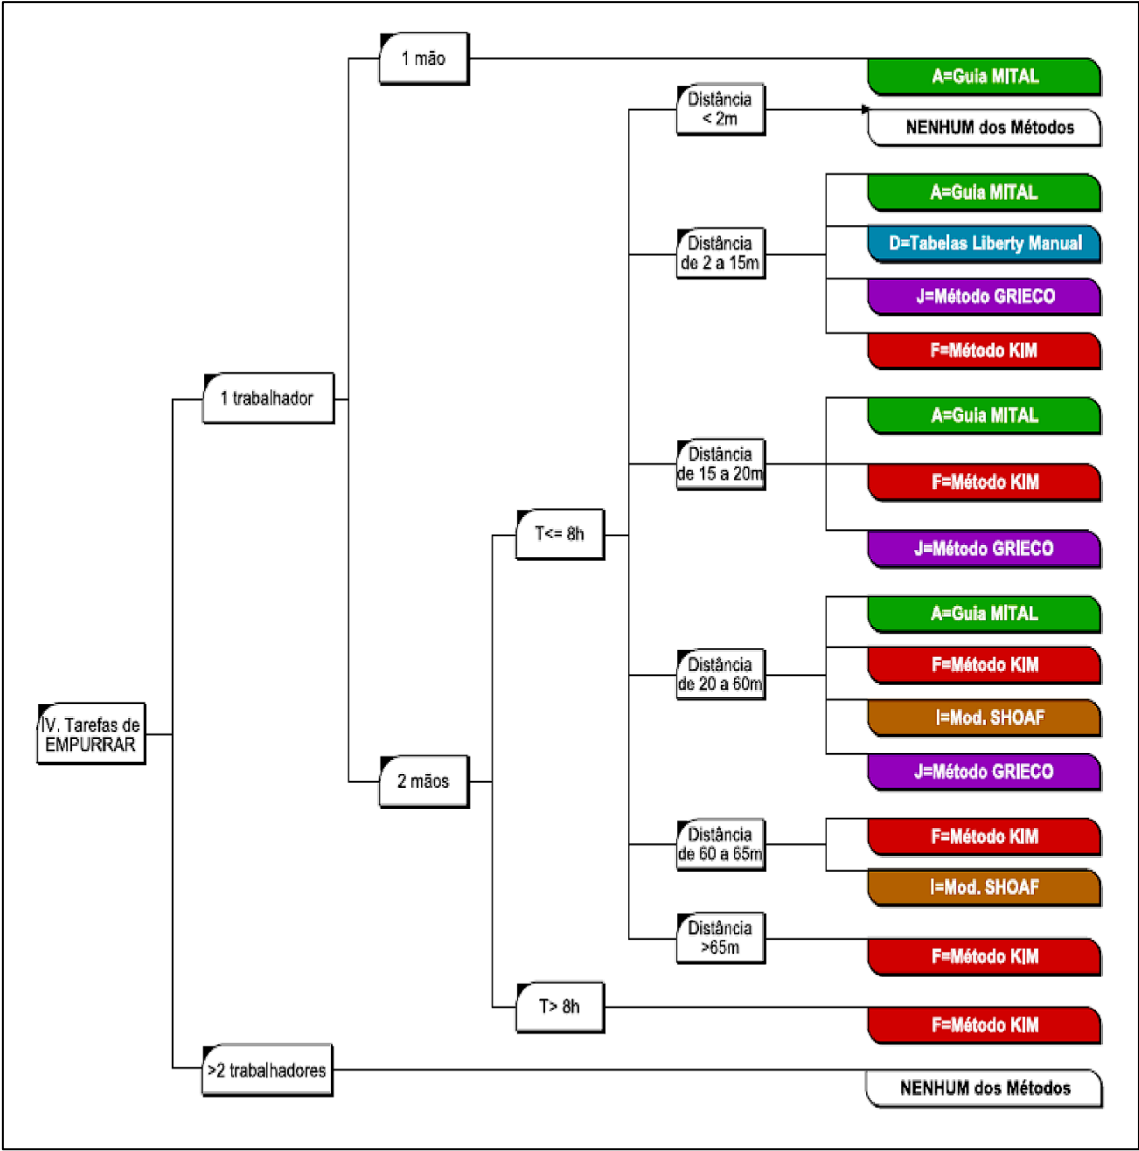 1 mão
A=Guia MITAL
Distância
< 2m
NENHUM dos Métodos
A=Guia MITAL
Distância
de 2 a 15m
D=Tabelas Liberty Manual
J=Método GRIECO
F=Método KIM
1 trabalhador
A=Guia MITAL
Distância
de 15 a 20m
F=Método KIM
T<= 8h
J=Método GRIECO
A=Guia MITAL
Distância
de 20 a 60m
F=Método KIM
I=Mod. SHOAF
IV. Tarefas de
EMPURRAR
J=Método GRIECO
2 mãos
Distância
de 60 a 65m
F=Método KIM
I=Mod. SHOAF
Distância
>65m
F=Método KIM
T> 8h
F=Método KIM
>2 trabalhadores
NENHUM dos Métodos